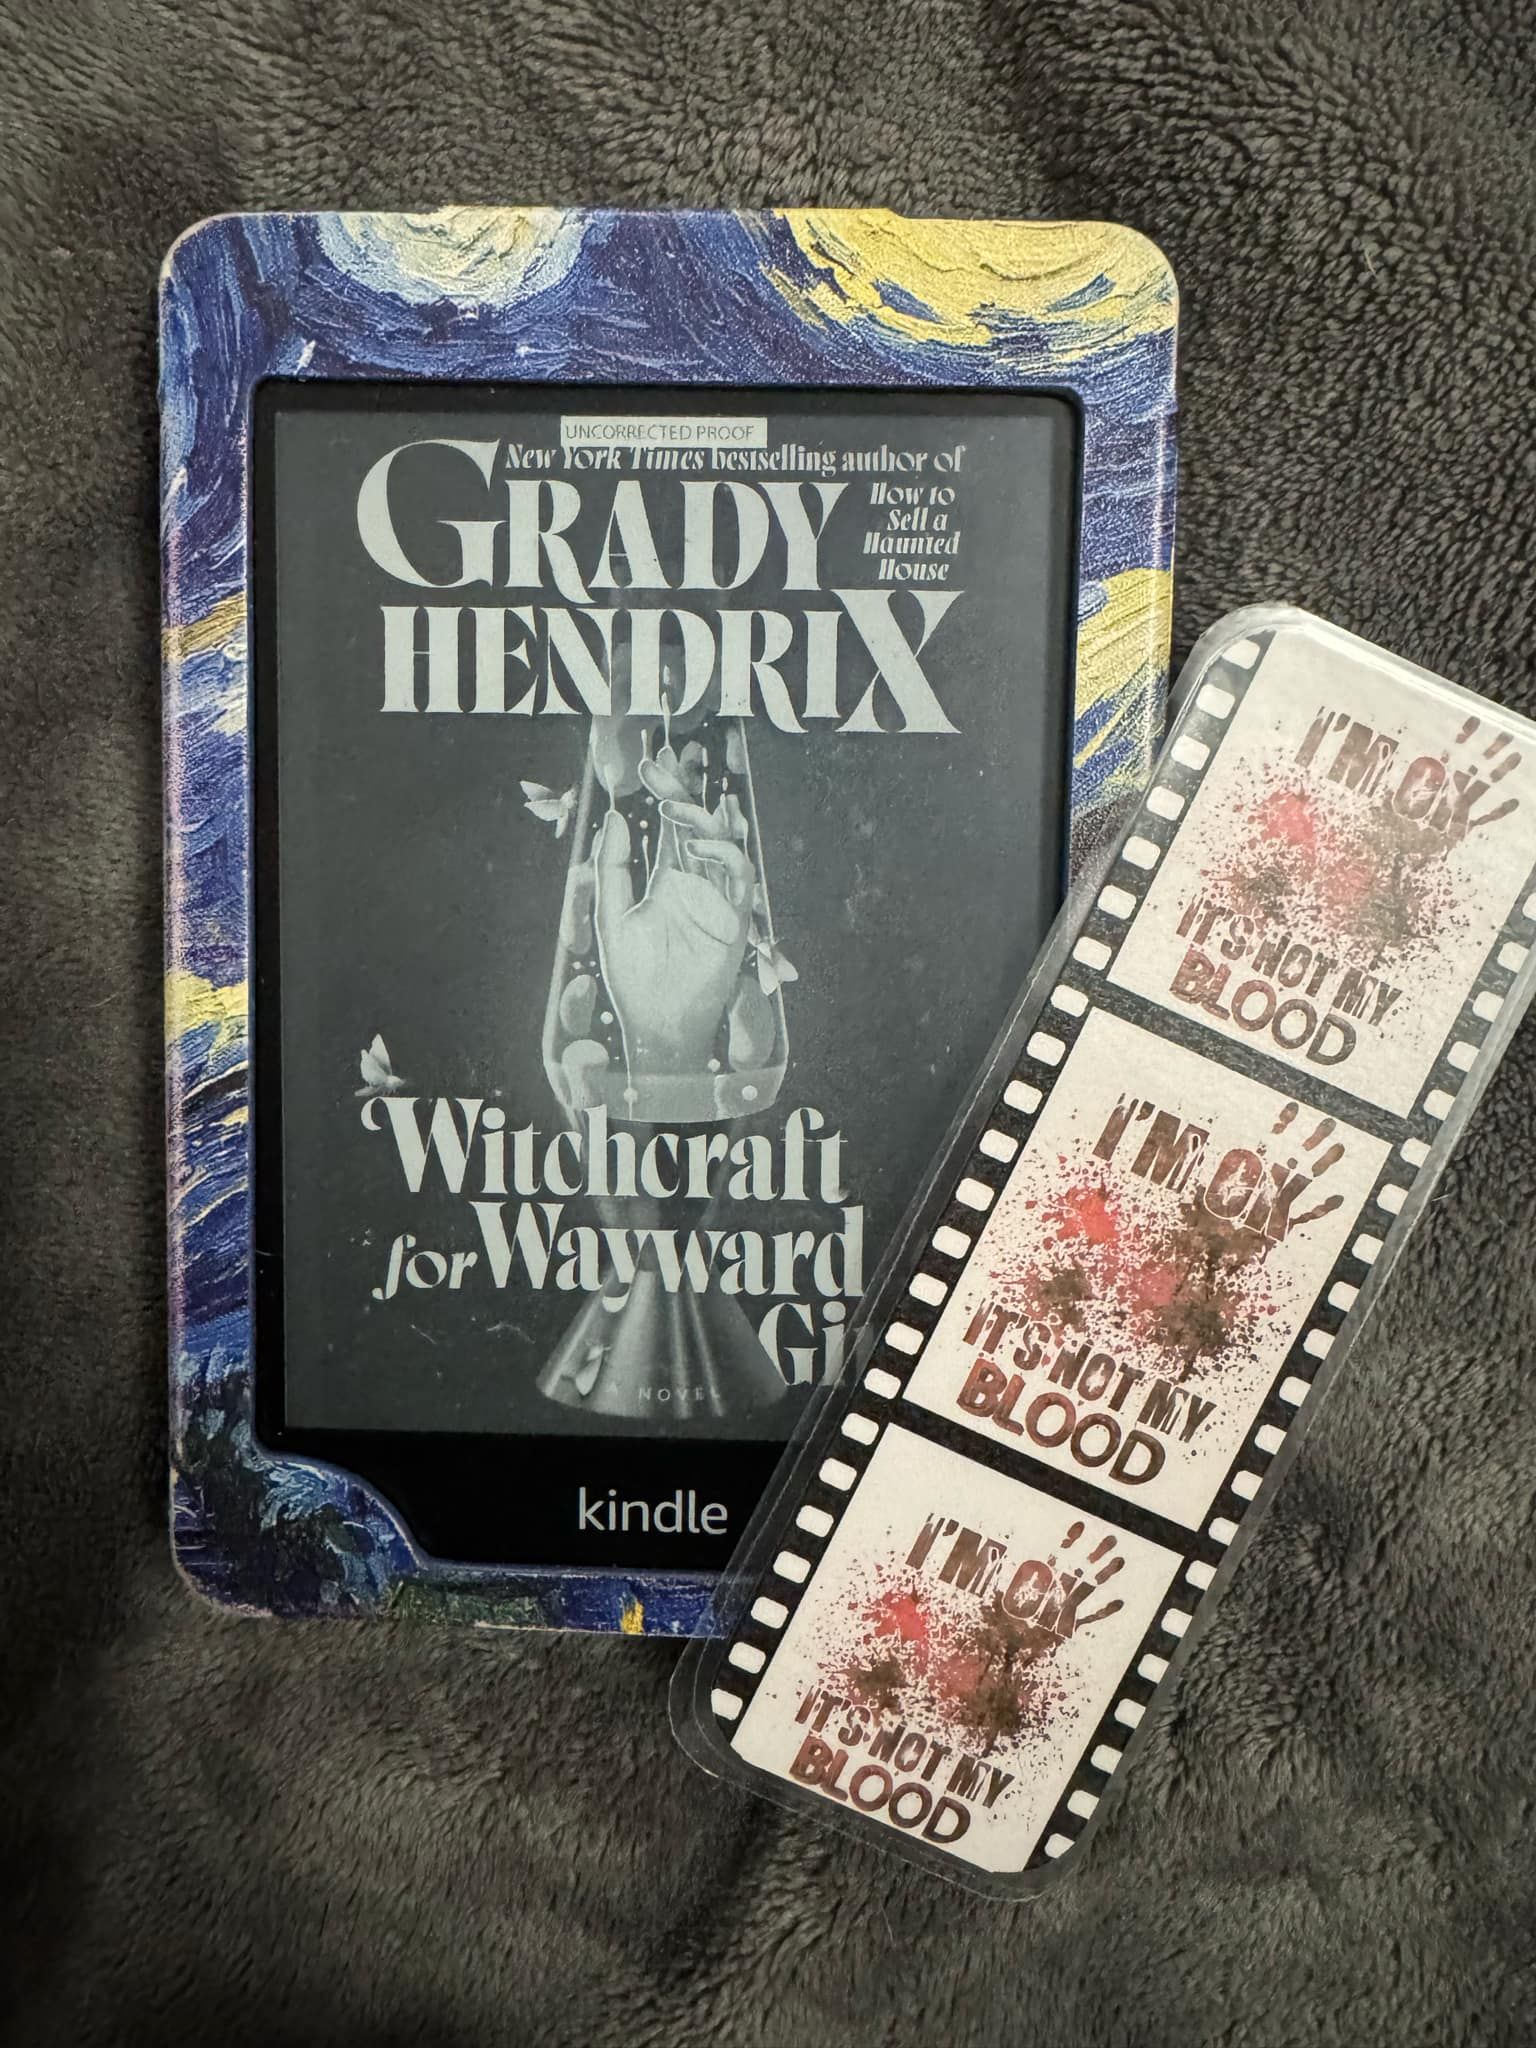 UNCORRECTED PROOF
New York Times bestselling author of
How to
Sell a
Haunted
House
GRADY
HENDRIX
Witchcraft
for Wayward
Gi
A NOVEL
kindle
I'M OK
IT'S NOT MY
BLOOD
I'M OK
IT'S NOT MY
BLOOD
I'M OK
IT'S NOT MY
BLOOD